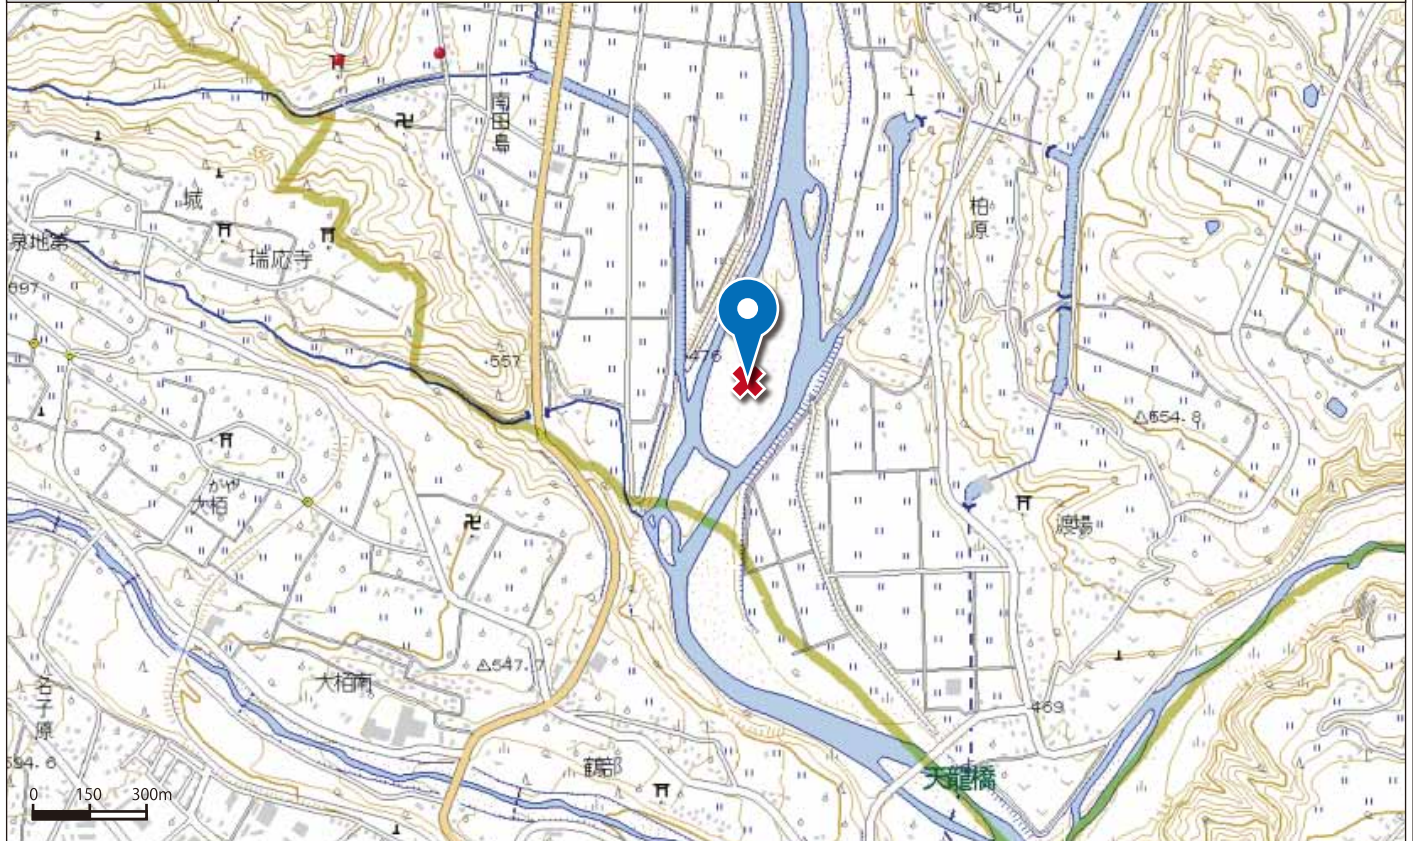 南田島
城
泉地第一
697
瑞応寺
柏原
・557
・476
△554.8
かや
大栢
渡場
△547.7
大栢南
名子原
469
594.6
鶴部
天龍橋
0 150 300m